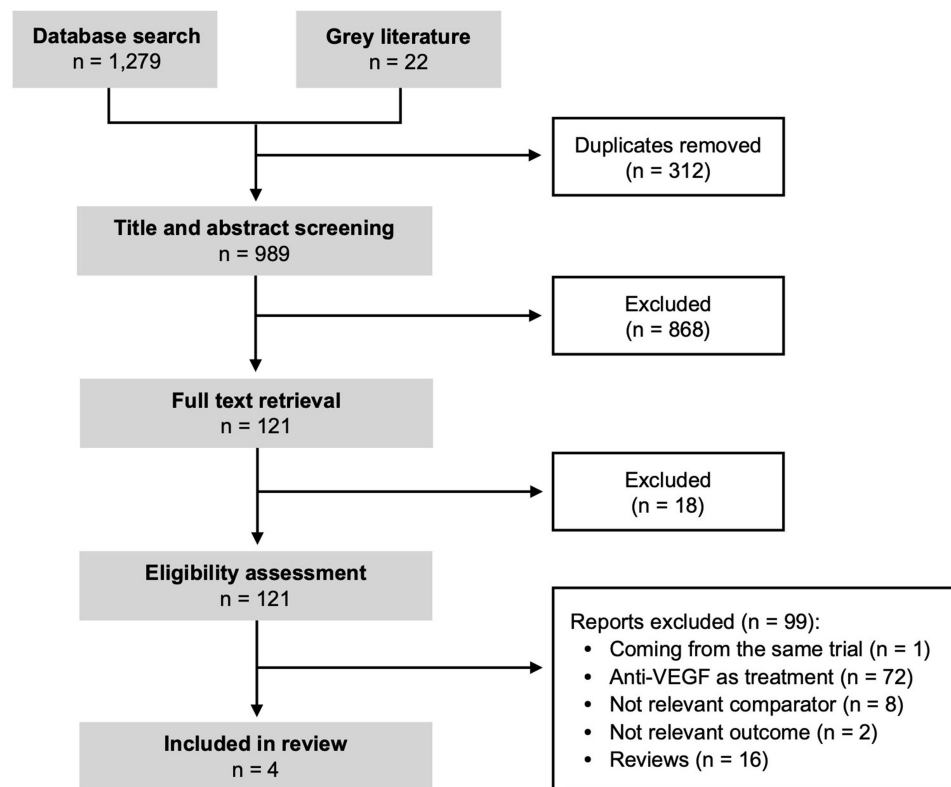 Database search
n = 1,279
Grey literature
n = 22
Duplicates removed
(n = 312)
Title and abstract screening
n = 989
Excluded
(n = 868)
Full text retrieval
n = 121
Excluded
(n = 18)
Eligibility assessment
n = 121
Reports excluded (n = 99):
• Coming from the same trial (n = 1)
• Anti-VEGF as treatment (n = 72)
• Not relevant comparator (n = 8)
• Not relevant outcome (n = 2)
• Reviews (n = 16)
Included in review
n = 4